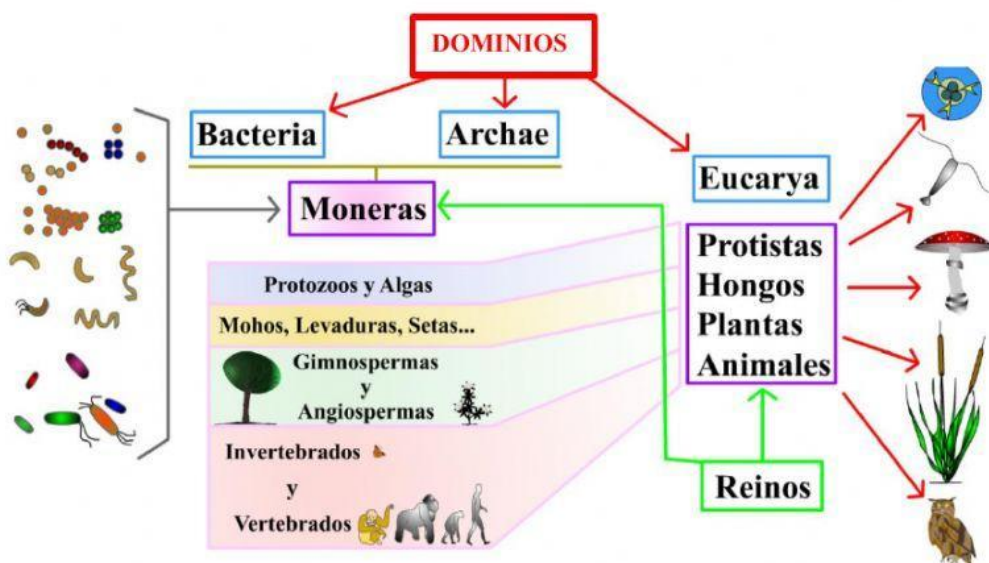 DOMINIOS
Bacteria
Archae
Eucarya
Moneras
Protistas
Hongos
Plantas
Animales
Protozoos y Algas
Mohos, Levaduras, Setas...
Gimnospermas
y
Angiospermas
Invertebrados
y
Vertebrados
Reinos